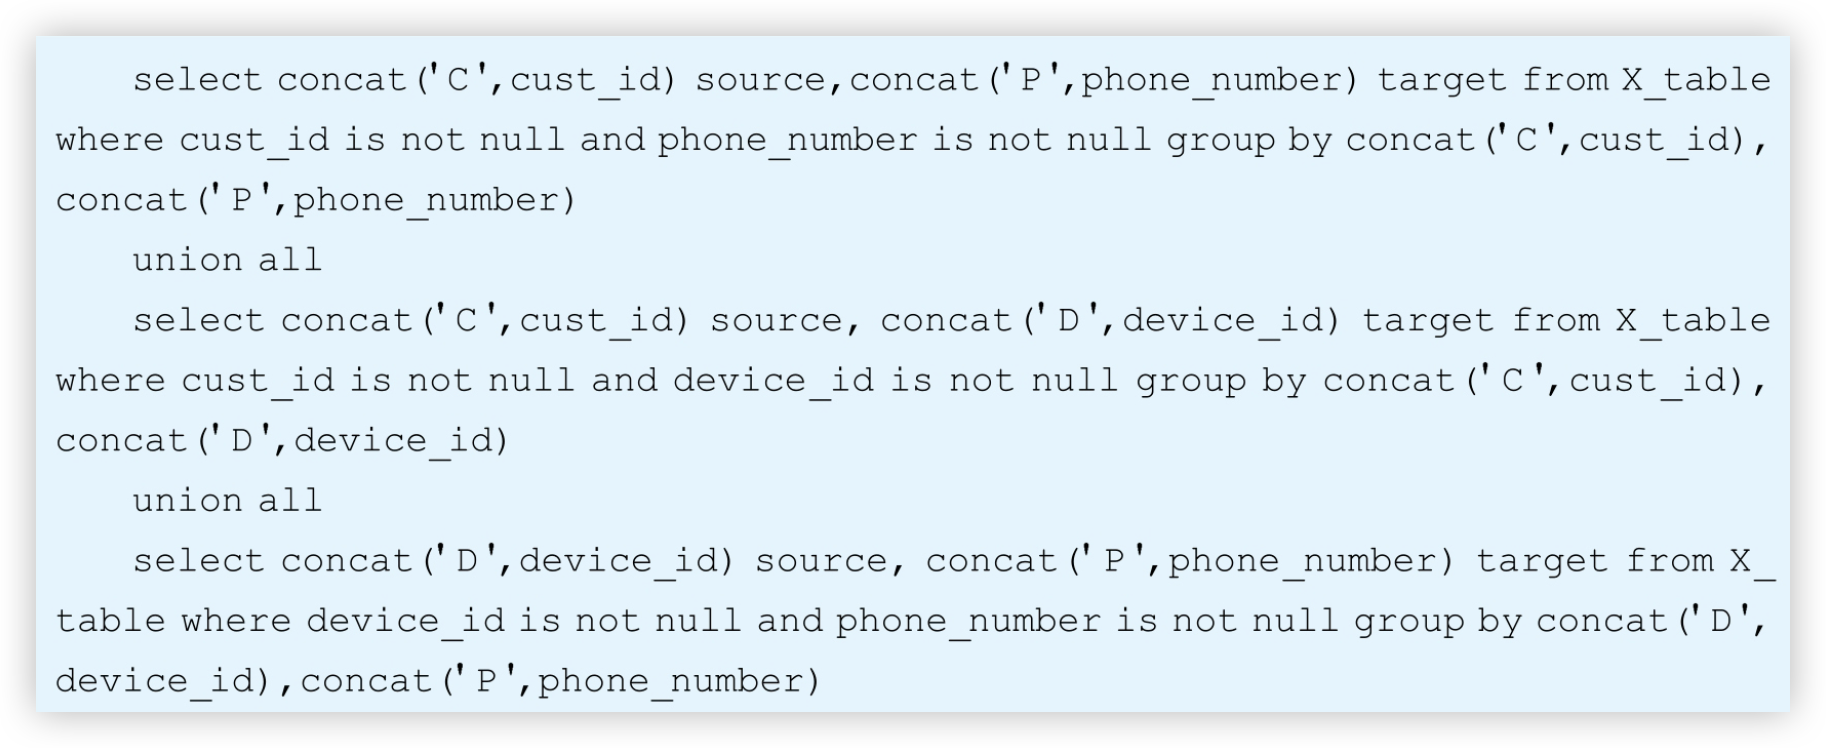 select concat('C',cust_id) source,concat('P',phone_number) target from X_table
where cust_id is not null and phone_number is not null group by concat('C',cust_id),
concat('P',phone_number)
union all
select concat('C',cust_id) source, concat('D',device_id) target from X_table
where cust_id is not null and device_id is not null group by concat('C',cust_id),
concat('D',device_id)
union all
select concat('D',device_id) source, concat('P',phone_number) target from X_
table where device_id is not null and phone_number is not null group by concat('D',
device_id),concat('P',phone_number)